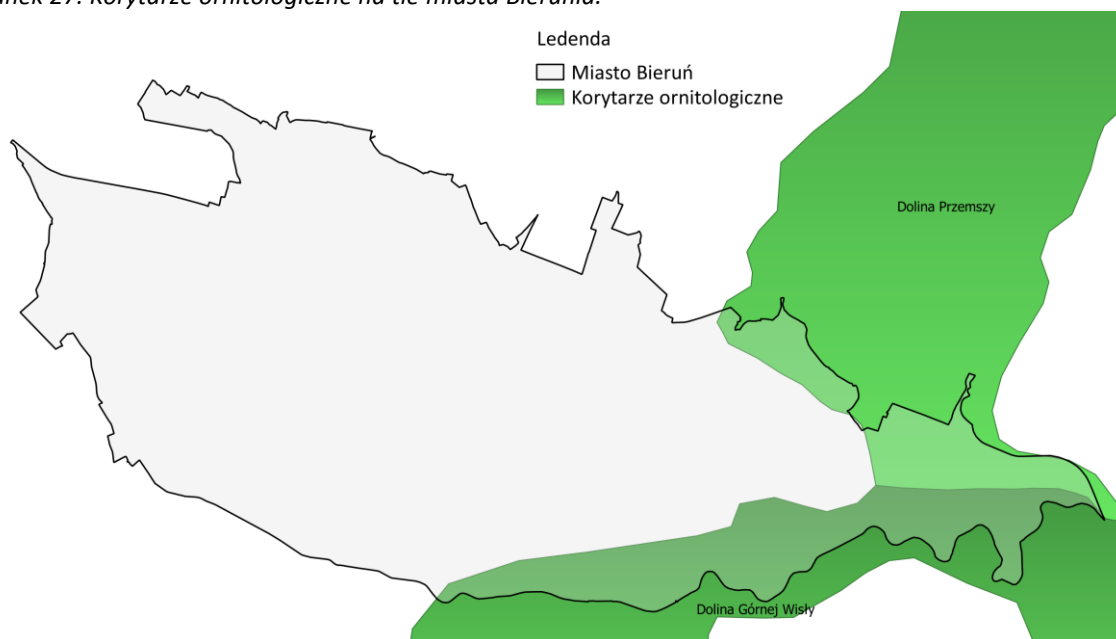 nek 27. Korytarze ornitologiczne na tle miasta Bierunia.
Ledenda
Miasto Bieruń
Korytarze ornitologiczne
Dolina Przemszy
Dolina Górnej Wisły